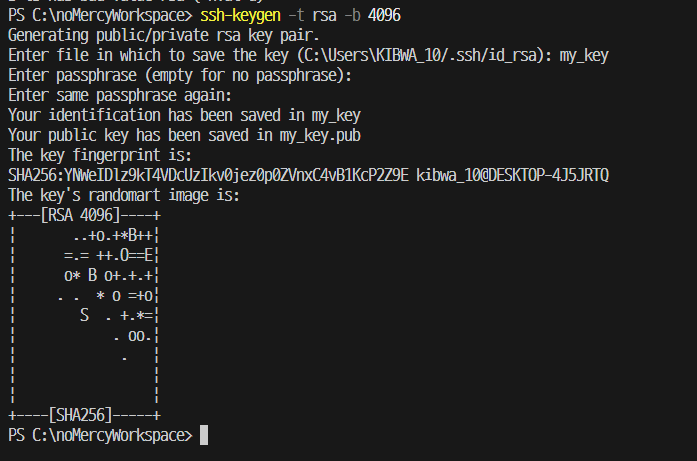 PS C:\noMercyWorkspace> ssh-keygen -t rsa -b 4096
Generating public/private rsa key pair.
Enter file in which to save the key (C:\Users\KIBWA_10/.ssh/id_rsa): my_key
Enter passphrase (empty for no passphrase):
Enter same passphrase again:
Your identification has been saved in my_key
Your public key has been saved in my_key.pub
The key fingerprint is:
SHA256:YNWeIDlz9kT4VDcUzIkv0jez0p0ZVnxC4vB1KcP2Z9E kibwa_10@DESKTOP-4J5JRTQ
The key's randomart image is:
+---[RSA 4096]----+
¦       ..+o.+*B++¦
¦      =.= ++.O==E¦
¦      o* B o+.+.+¦
¦     . .  * o =+o¦
¦        S  . +.*=¦
¦            . oo.¦
¦             .   ¦
¦                 ¦
¦                 ¦
+----[SHA256]-----+
PS C:\noMercyWorkspace>